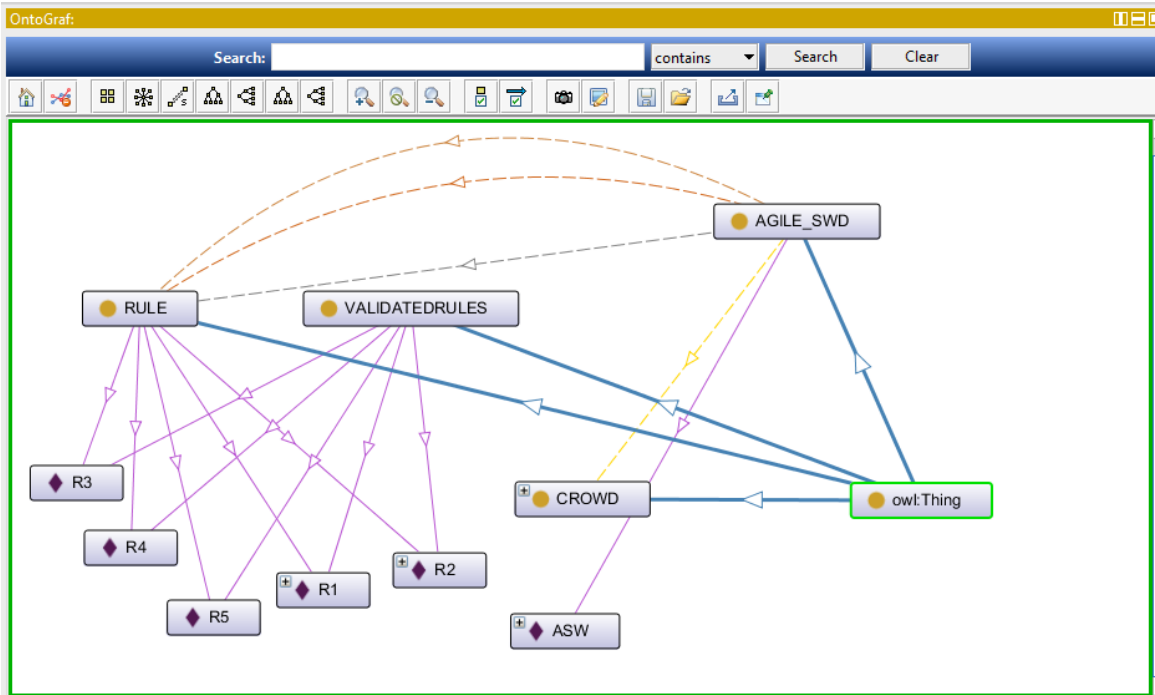 OntoGraf:
Search: contains Search Clear
AGILE_SWD
RULE VALIDATEDRULES
R3
CROWD owl:Thing
R4
R2
R1
R5
ASW